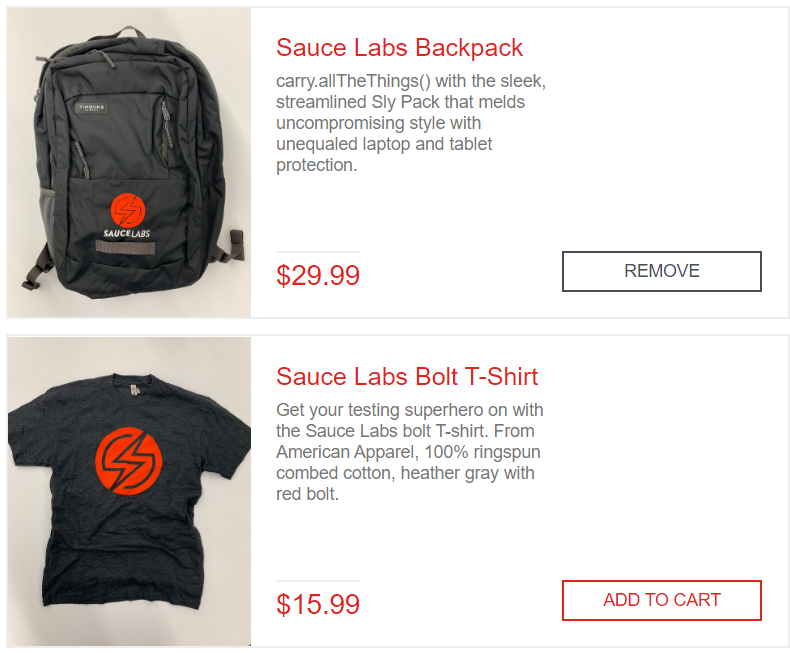 TIMBUK2
SAUCELABS
Sauce Labs Backpack
carry.allTheThings() with the sleek,
streamlined Sly Pack that melds
uncompromising style with
unequaled laptop and tablet
protection.
$29.99
REMOVE
Sauce Labs Bolt T-Shirt
Get your testing superhero on with
the Sauce Labs bolt T-shirt. From
American Apparel, 100% ringspun
combed cotton, heather gray with
red bolt.
$15.99
ADD TO CART